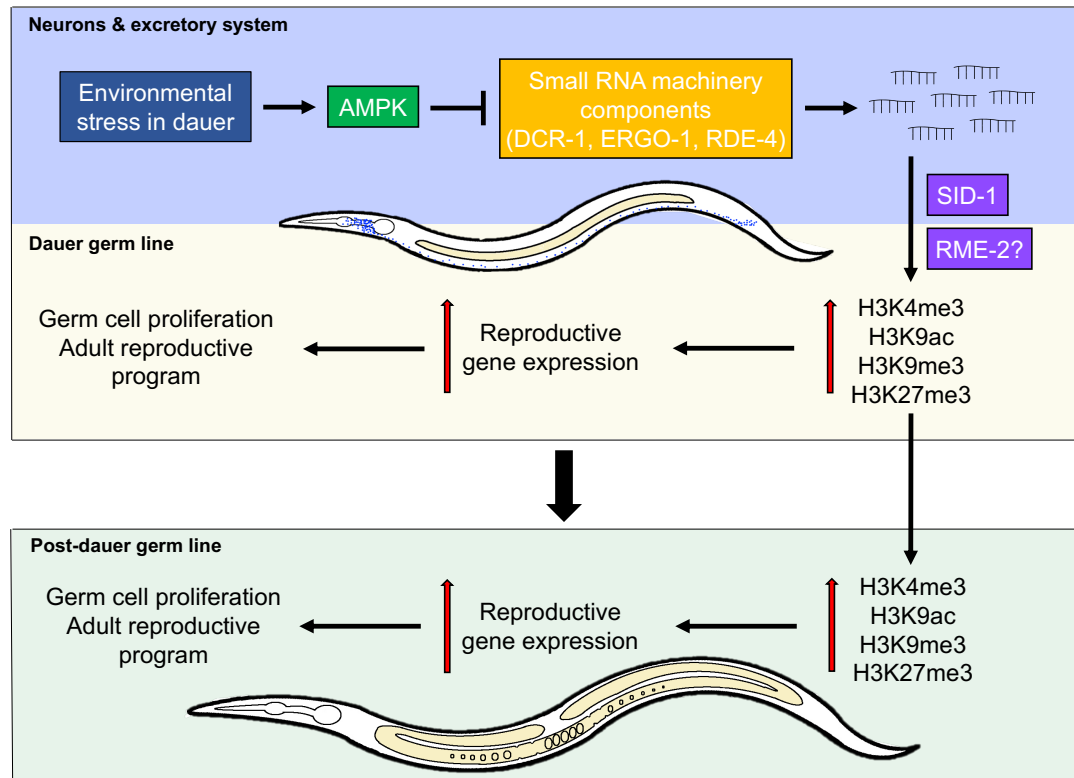 Neurons & excretory system
Environmental
stress in dauer
AMPK
Small RNA machinery
components
(DCR-1, ERGO-1, RDE-4)
SID-1
RME-2?
Dauer germ line
Germ cell proliferation
Adult reproductive
program
Reproductive
gene expression
H3K4me3
H3K9ac
H3K9me3
H3K27me3
Post-dauer germ line
Germ cell proliferation
Adult reproductive
program
Reproductive
gene expression
H3K4me3
H3K9ac
H3K9me3
H3K27me3